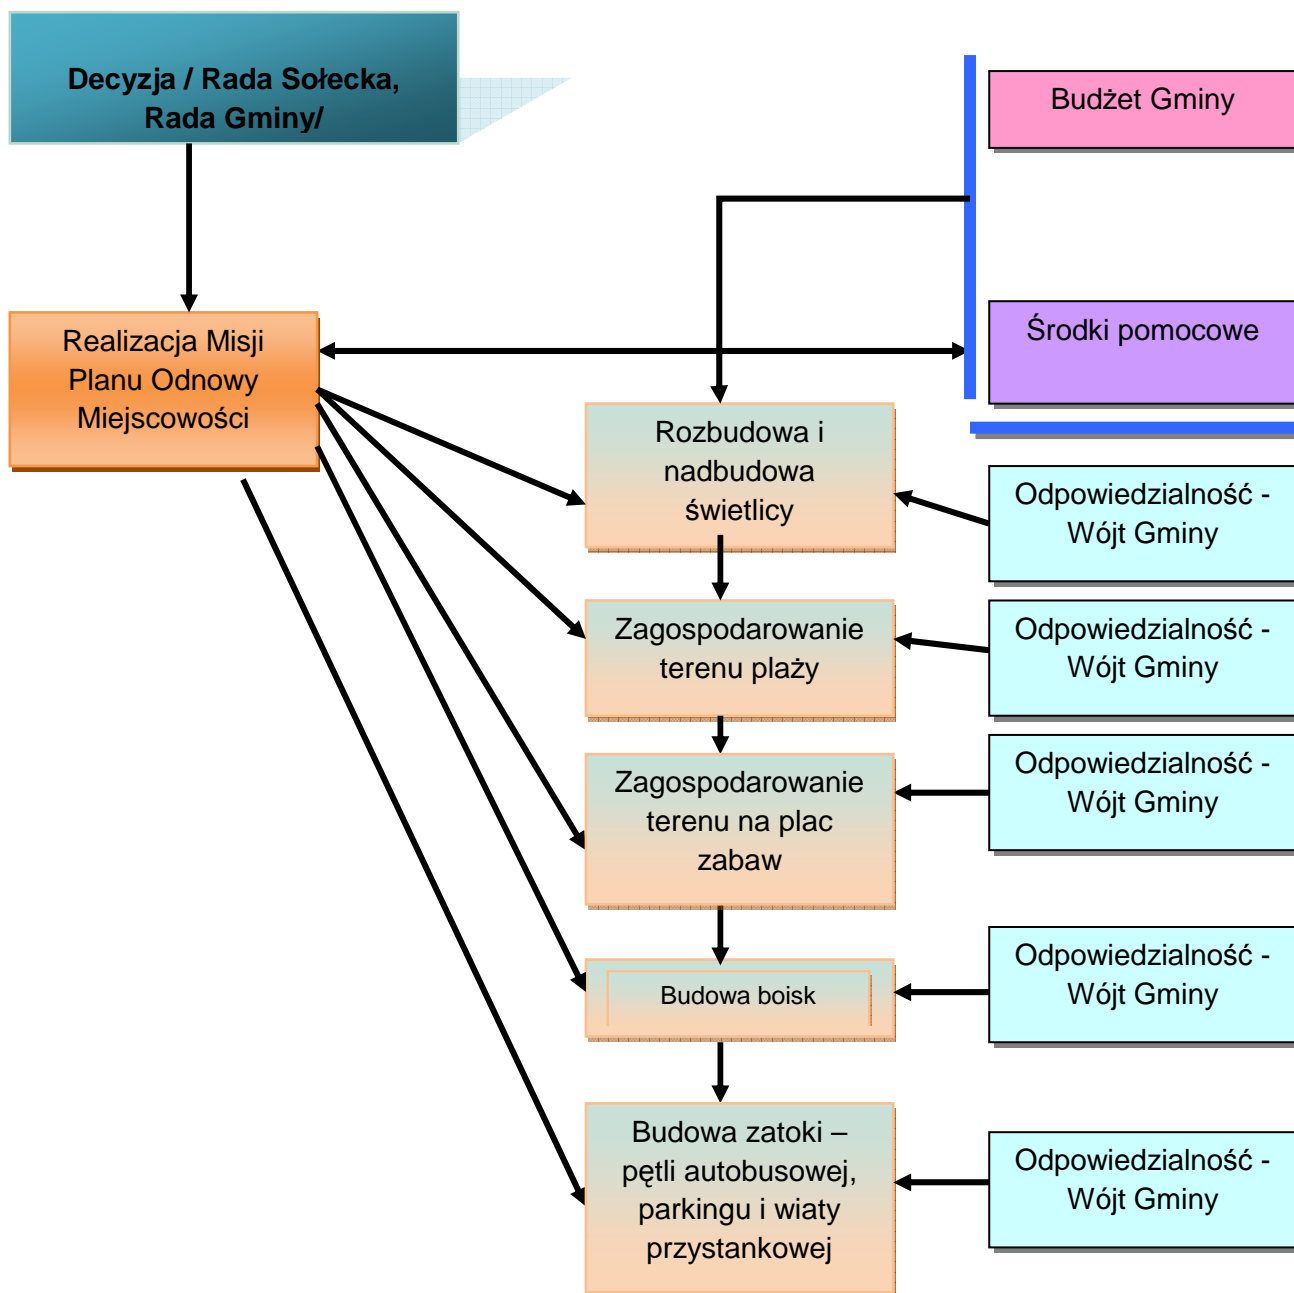 Decyzja / Rada Sołecka,
Rada Gminy/
Budżet Gminy
Realizacja Misji
Planu Odnowy
Miejscowości
Środki pomocowe
Rozbudowa i
nadbudowa
świetlicy
Odpowiedzialność -
Wójt Gminy
Zagospodarowanie
terenu plaży
Odpowiedzialność -
Wójt Gminy
Zagospodarowanie
terenu na plac
zabaw
Odpowiedzialność -
Wójt Gminy
Budowa boisk
Odpowiedzialność -
Wójt Gminy
Budowa zatoki –
pętli autobusowej,
parkingu i wiaty
przystankowej
Odpowiedzialność -
Wójt Gminy